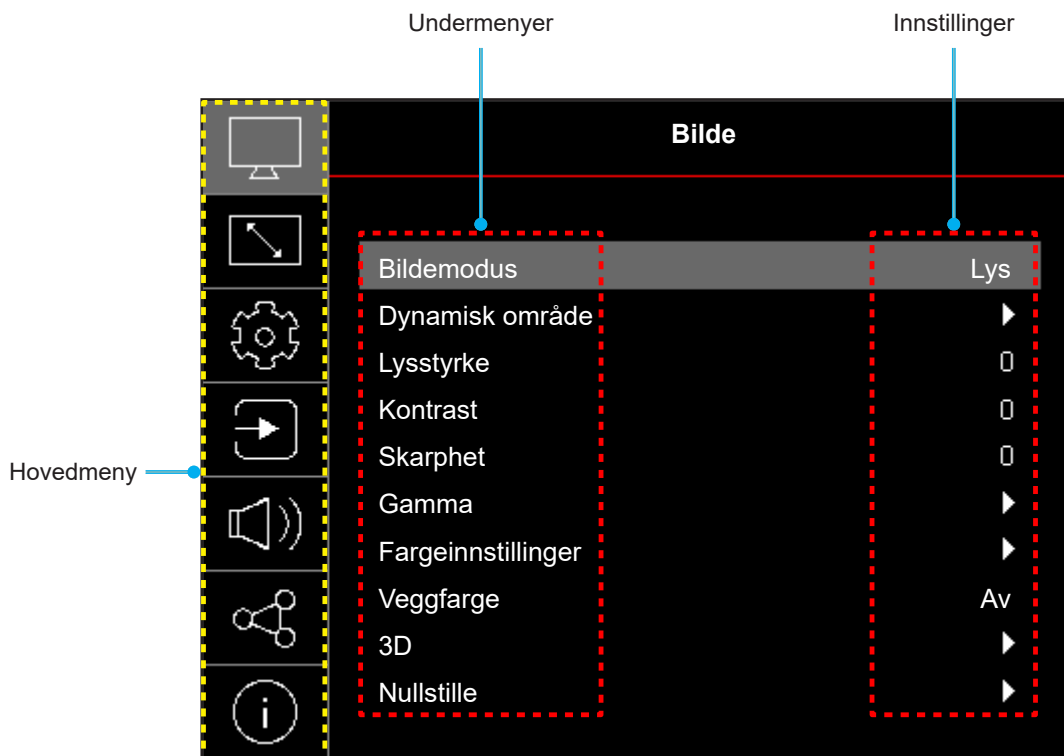 Undermenyer Innstillinger
Bilde
Bildemodus Lys
Dynamisk område
Lysstyrke 0
Kontrast 0
Skarphet 0
Hovedmeny
Gamma
Fargeinnstillinger
Veggfarge Av
3D
Nullstille